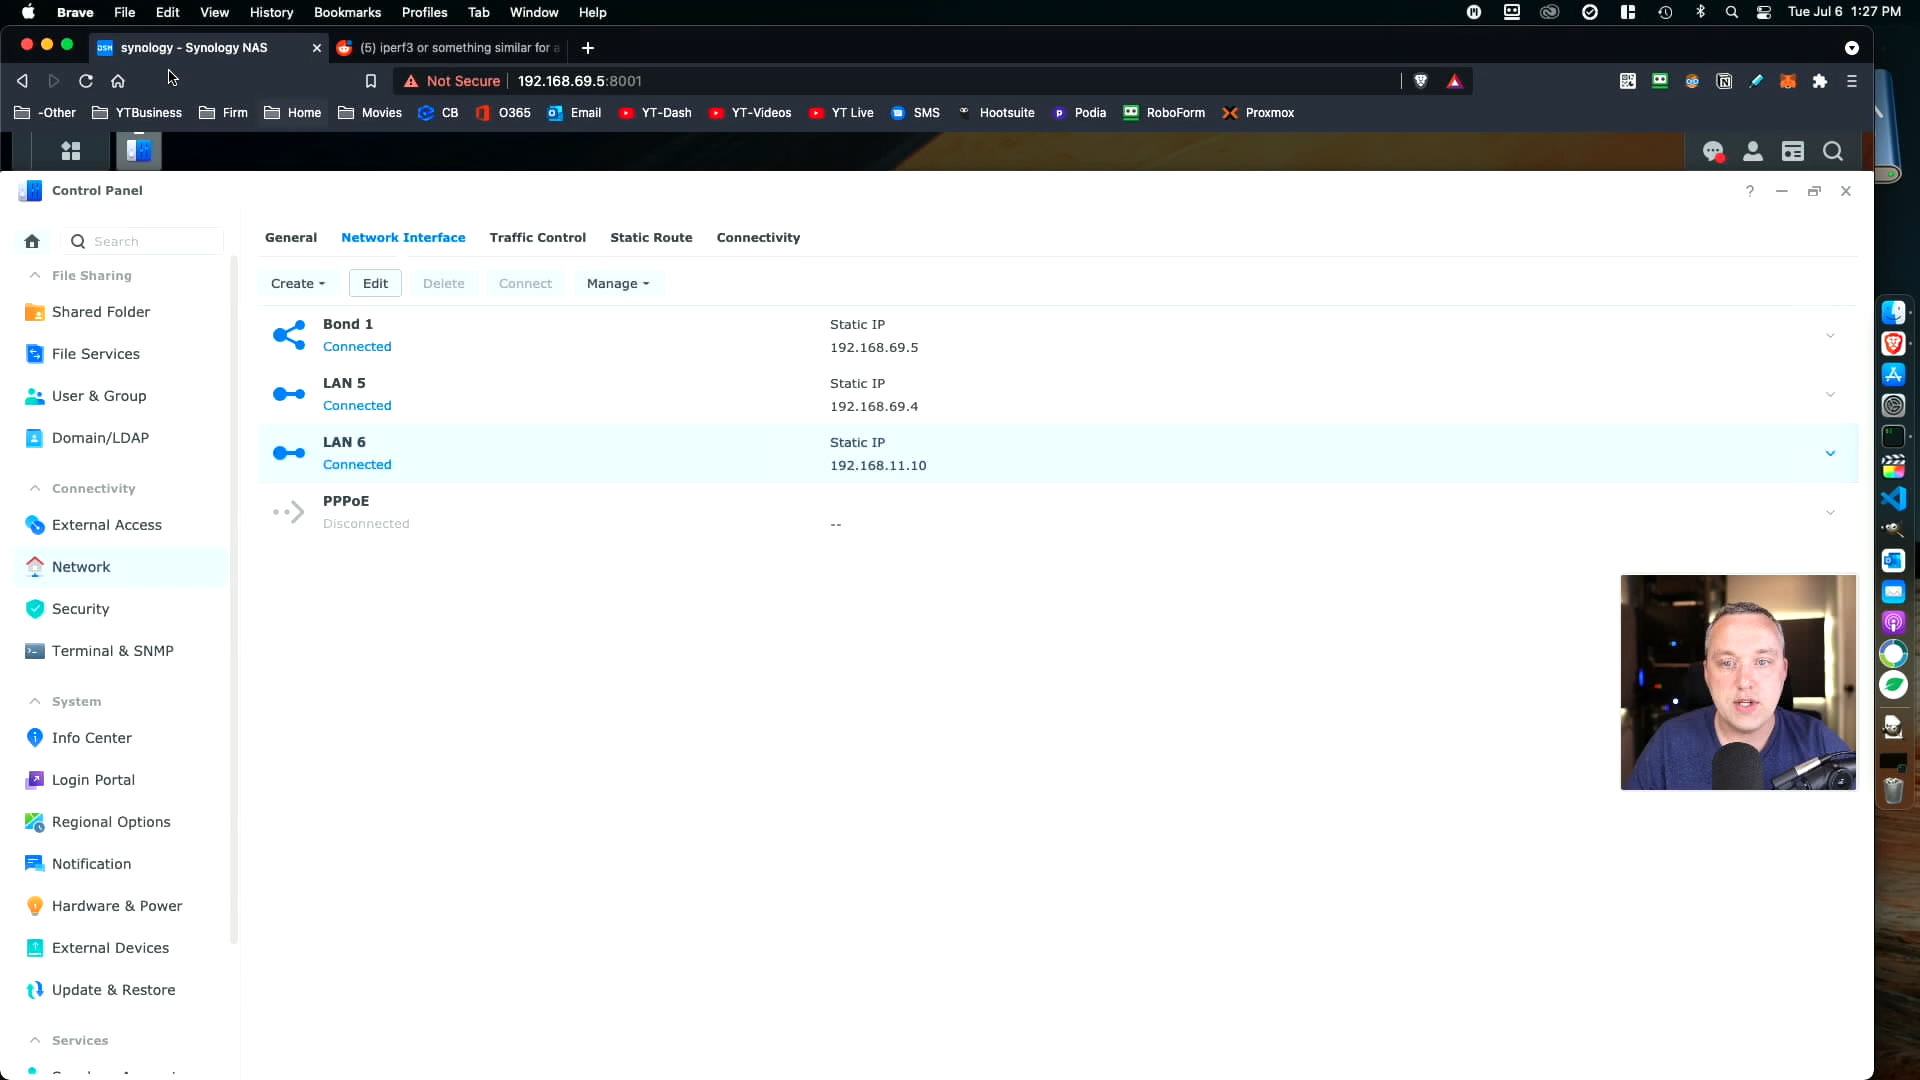 Brave File Edit View History Bookmarks Profiles Tab Window Help Tue Jul 6 1:27 PM
DSM synology - Synology NAS (5) iperf3 or something similar for a
Not Secure 192.168.69.5:8001
-Other YTBusiness Firm Home Movies CB O365 Email YT-Dash YT-Videos YT Live SMS Hootsuite Podia RoboForm Proxmox
Control Panel
Search
General Network Interface Traffic Control Static Route Connectivity
Create Edit Delete Connect Manage
Bond 1 Static IP
Connected 192.168.69.5
LAN 5 Static IP
Connected 192.168.69.4
LAN 6 Static IP
Connected 192.168.11.10
PPPoE
Disconnected --
File Sharing
Shared Folder
File Services
User & Group
Domain/LDAP
Connectivity
External Access
Network
Security
Terminal & SNMP
System
Info Center
Login Portal
Regional Options
Notification
Hardware & Power
External Devices
Update & Restore
Services